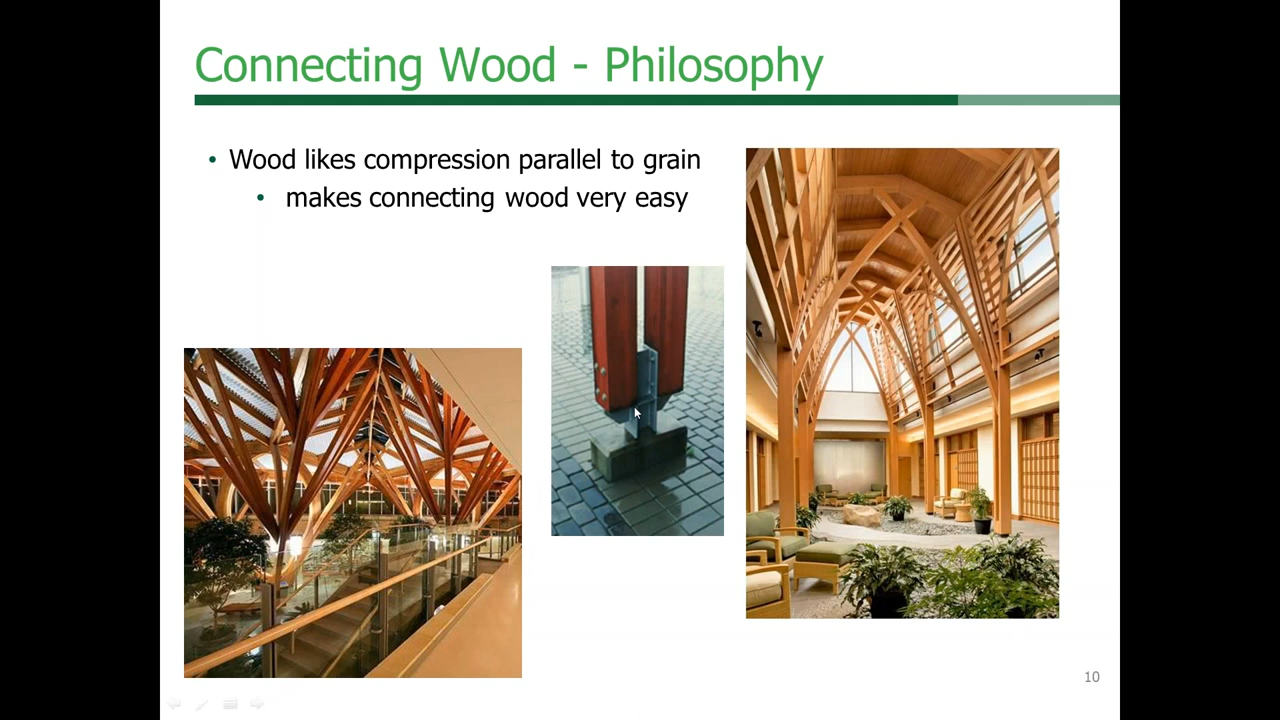 Connecting Wood - Philosophy
• Wood likes compression parallel to grain
• makes connecting wood very easy
10